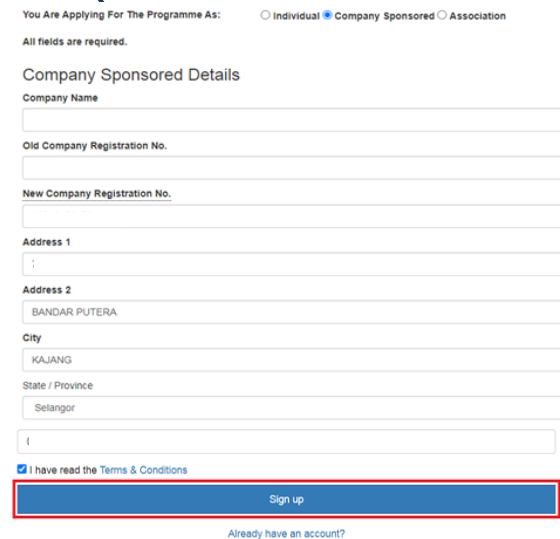 You Are Applying For The Programme As: Individual Company Sponsored Association
All fields are required.
Company Sponsored Details
Company Name
Old Company Registration No.
New Company Registration No.
Address 1
Address 2
BANDAR PUTERA
City
KAJANG
State / Province
Selangor
I have read the Terms & Conditions
Sign up
Already have an account?